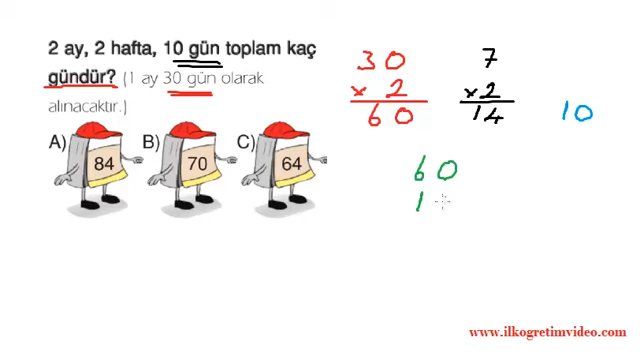 2 ay, 2 hafta, 10 gün toplam kaç
gündür? (1 ay 30 gün olarak
alınacaktır.)
A) 84 B) 70 C) 64
30
x 2
60
7
x 2
14
10
60
1
www.ilkogretimvideo.com